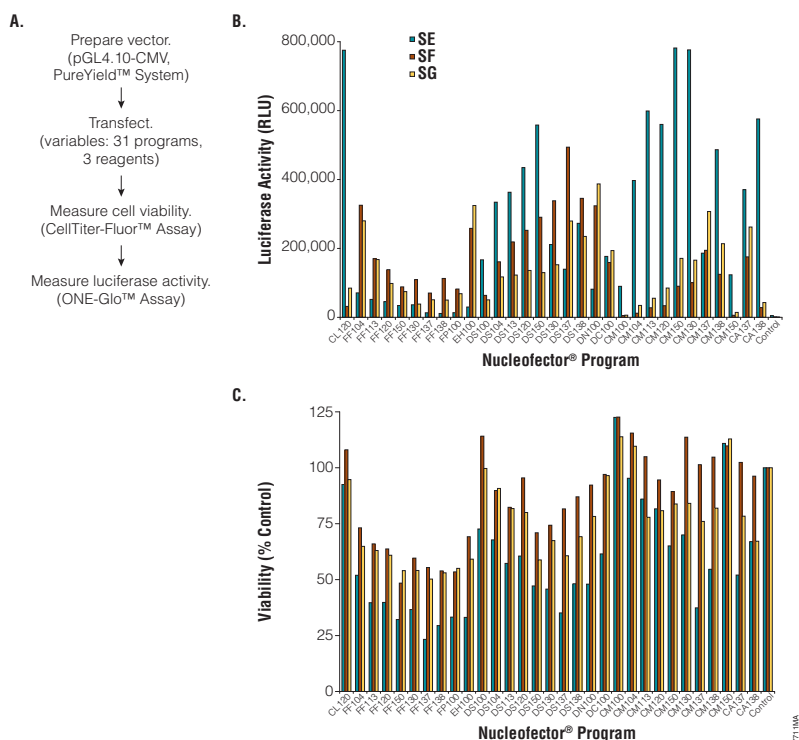 A.
Prepare vector.
(pGL4.10-CMV,
PureYield™ System)
Transfect.
(variables: 31 programs,
3 reagents)
Measure cell viability.
(CellTiter-Fluor™ Assay)
Measure luciferase activity.
(ONE-Glo™ Assay)
B.
Luciferase Activity (RLU)
800,000
600,000
400,000
200,000
0
SE
SF
SG
CL120
FF104
FF113
FF120
FF150
FF130
FF137
FF138
FP100
EH100
DS100
DS104
DS113
DS120
DS150
DS130
DS137
DS138
DN100
DC100
CM100
CM104
CM113
CM120
CM150
CM130
CM137
CM138
CM150
CA137
CA138
Control
Nucleofector® Program
C.
Viability (% Control)
125
100
75
50
25
0
CL120
FF104
FF113
FF120
FF150
FF130
FF137
FF138
FP100
EH100
DS100
DS104
DS113
DS120
DS150
DS130
DS137
DS138
DN100
DC100
CM100
CM104
CM113
CM120
CM150
CM130
CM137
CM138
CM150
CA137
CA138
Control
Nucleofector® Program